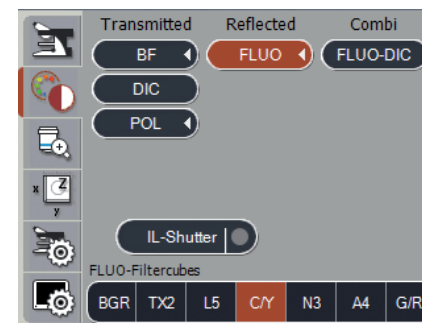 Transmitted Reflected Combi
BF FLUO FLUO-DIC
DIC
POL
x Z
y
IL-Shutter
FLUO-Filtercubes
BGR TX2 L5 C/Y N3 A4 G/R